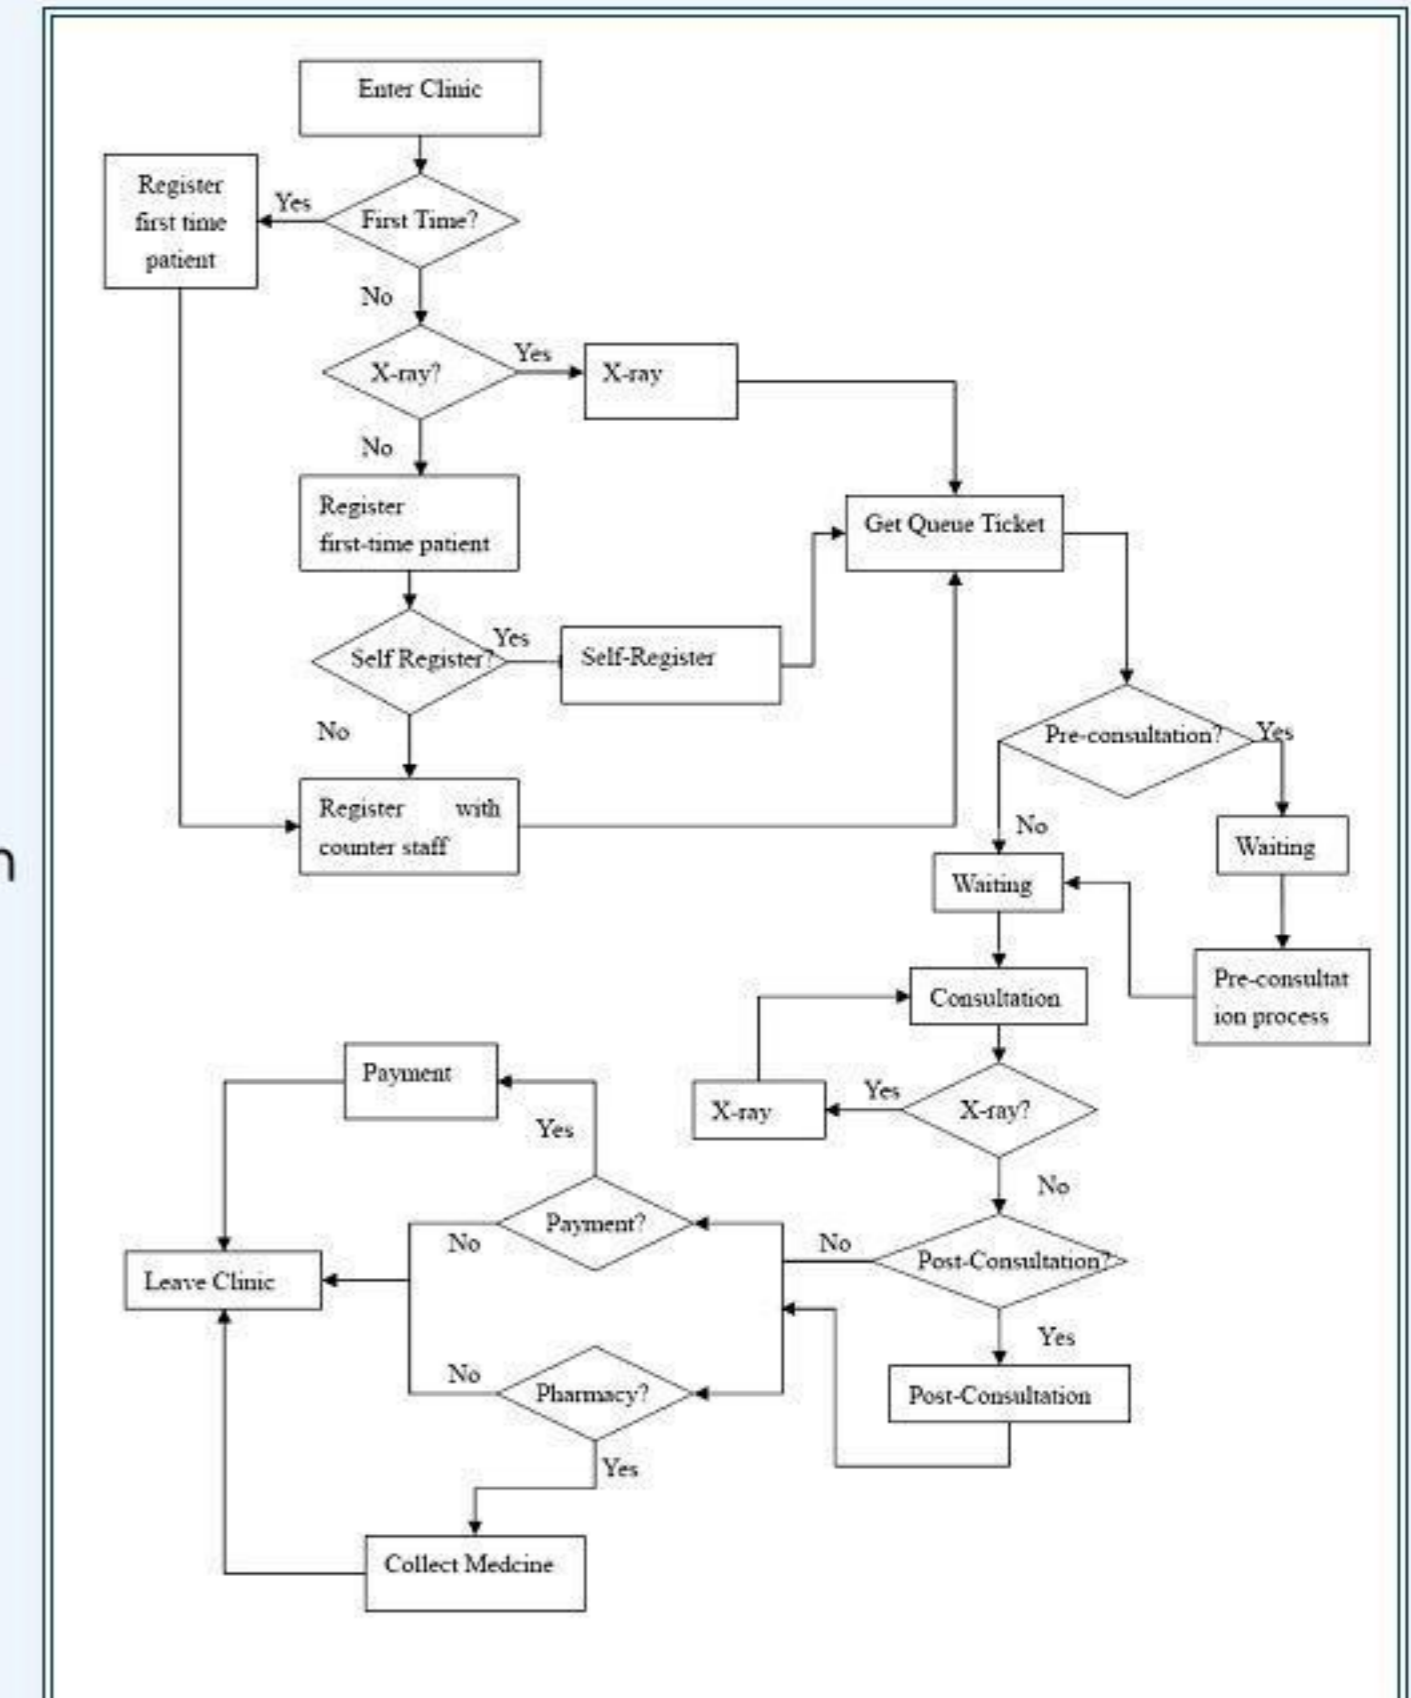 Enter Clinic
Register
first time
patient
Yes
First Time?
No
X-ray?
Yes
X-ray
No
Register
first-time patient
Get Queue Ticket
Self Register?
Yes
Self-Register
No
Pre-consultation?
Yes
Register with
counter staff
No
Waiting
Waiting
Consultation
Pre-consultat
ion process
Payment
Yes
X-ray
Yes
X-ray?
No
Payment?
No
No
Post-Consultation?
Leave Clinic
Yes
No
Pharmacy?
Post-Consultation
Yes
Collect Medcine
n